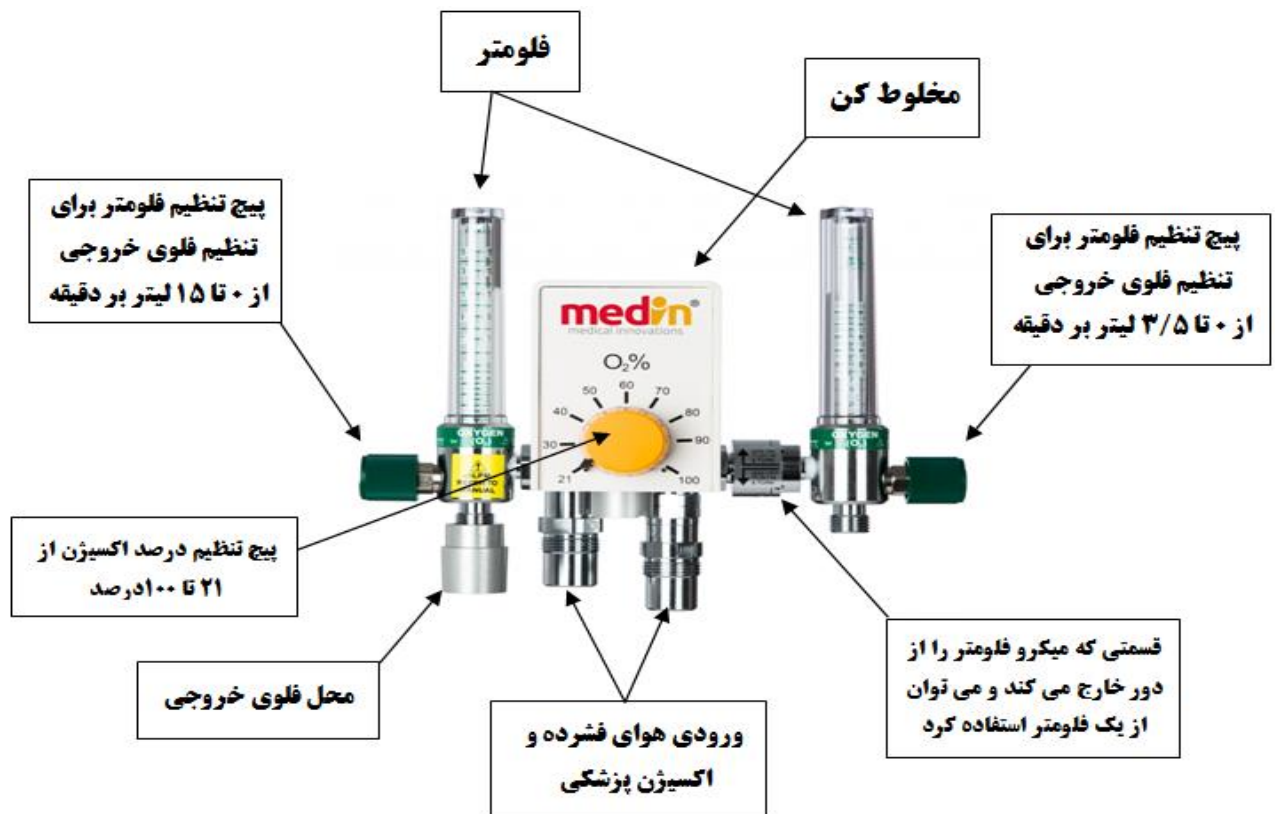 فلومتر
مخلوط کن
پیچ تنظیم فلومتر برای
تنظیم فلوی خروجی
از ۰ تا ۱۵ لیتر بر دقیقه
پیچ تنظیم فلومتر برای
تنظیم فلوی خروجی
از ۰ تا ۳/۵ لیتر بر دقیقه
medin®
medical innovations
O₂%
21
30
40
50
60
70
80
90
100
OXYGEN
(O₂)
OXYGEN
(O₂)
پیچ تنظیم درصد اکسیژن از
۲۱ تا ۱۰۰درصد
محل فلوی خروجی
ورودی هوای فشرده و
اکسیژن پزشکی
قسمتی که میکرو فلومتر را از
دور خارج می کند و می توان
از یک فلومتر استفاده کرد